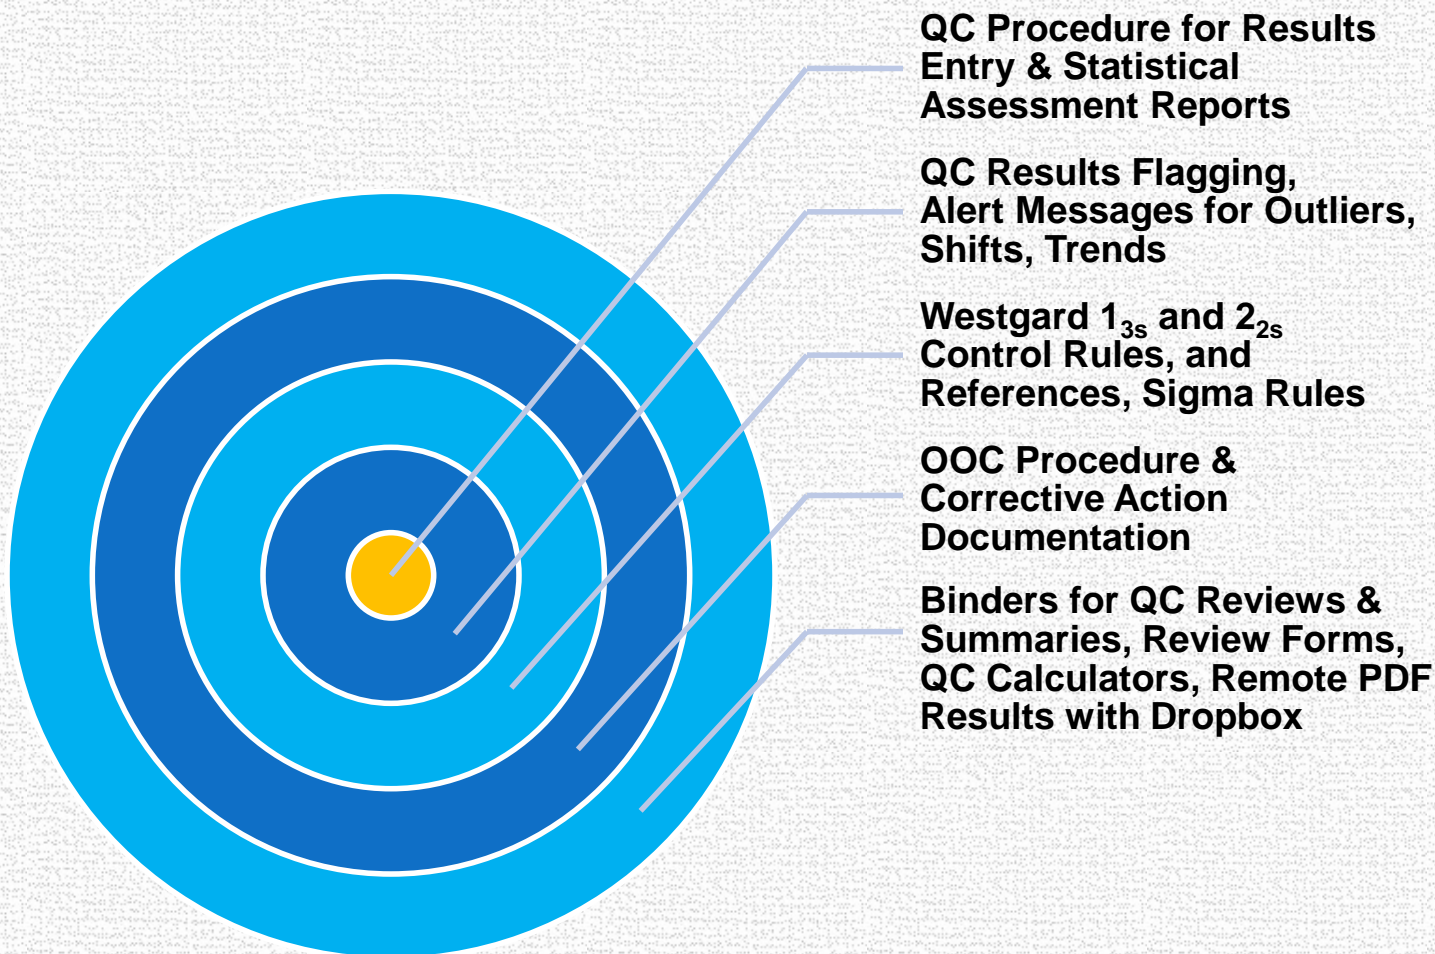 QC Procedure for Results
Entry & Statistical
Assessment Reports
QC Results Flagging,
Alert Messages for Outliers,
Shifts, Trends
Westgard 1₃ₛ and 2₂ₛ
Control Rules, and
References, Sigma Rules
OOC Procedure &
Corrective Action
Documentation
Binders for QC Reviews &
Summaries, Review Forms,
QC Calculators, Remote PDF
Results with Dropbox